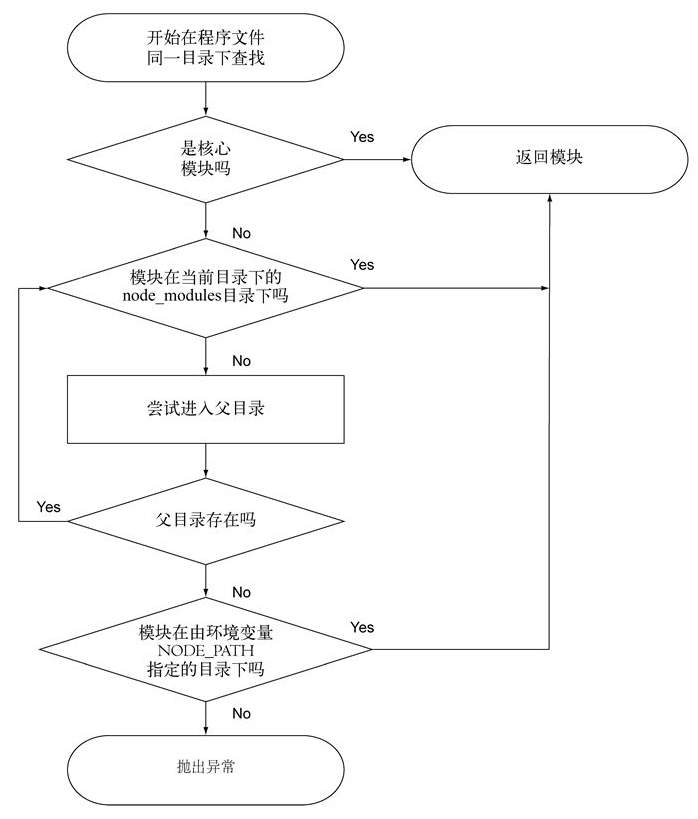 开始在程序文件
同一目录下查找
是核心
模块吗
Yes
返回模块
No
模块在当前目录下的
node_modules目录下吗
Yes
No
尝试进入父目录
Yes
父目录存在吗
No
模块在由环境变量
NODE_PATH
指定的目录下吗
Yes
No
抛出异常